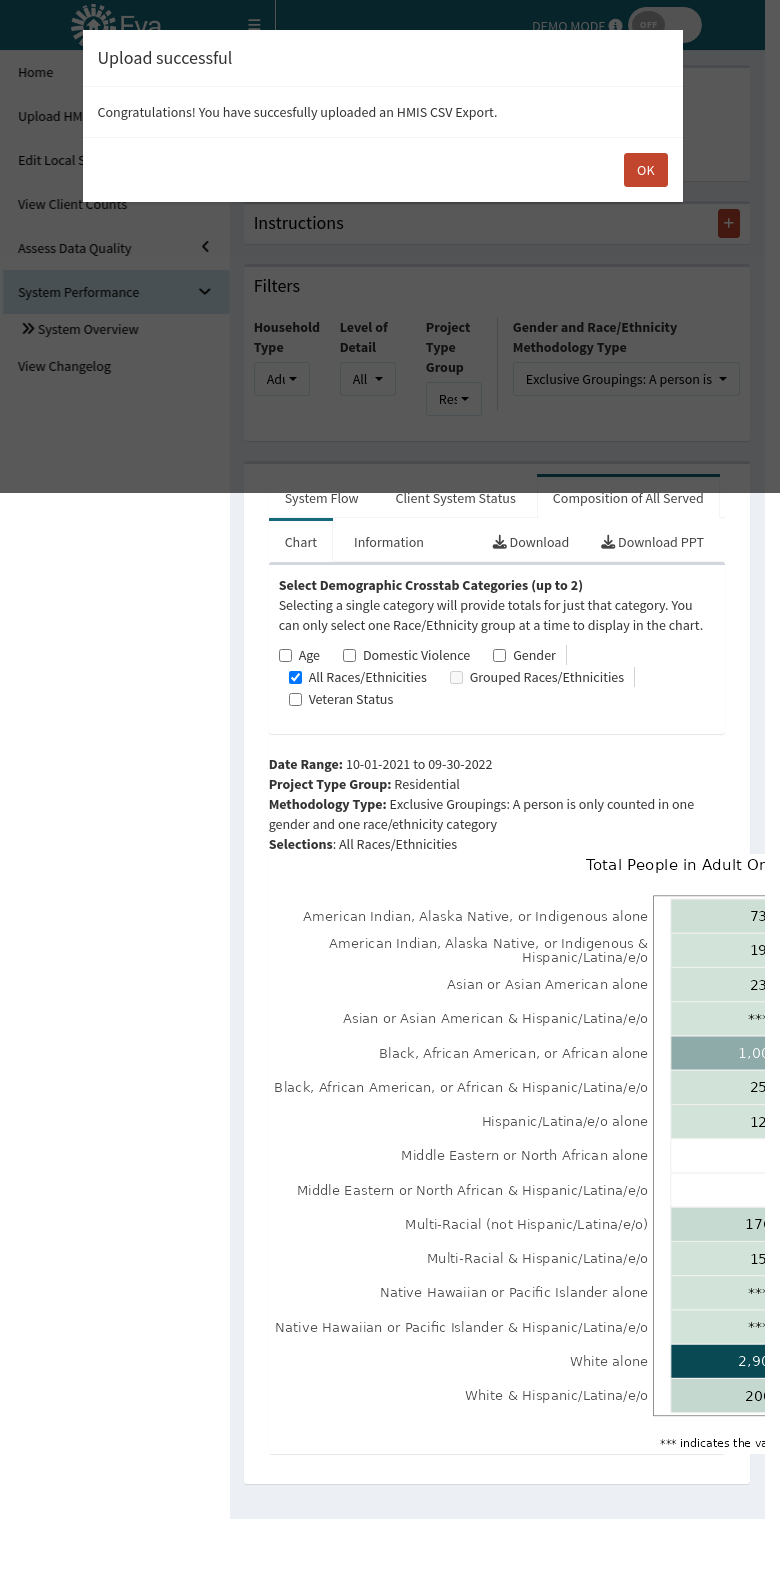 Eva
DEMO MODE
OFF
Upload successful
Congratulations! You have succesfully uploaded an HMIS CSV Export.
OK
Home
Upload HM
Edit Local S
View Client Counts
Assess Data Quality
System Performance
System Overview
View Changelog
Instructions
Filters
Household Type
Level of Detail
Project Type Group
Gender and Race/Ethnicity Methodology Type
Adu
All
Res
Exclusive Groupings: A person is
System Flow
Client System Status
Composition of All Served
Chart
Information
Download
Download PPT
Select Demographic Crosstab Categories (up to 2)
Selecting a single category will provide totals for just that category. You
can only select one Race/Ethnicity group at a time to display in the chart.
Age
Domestic Violence
Gender
All Races/Ethnicities
Grouped Races/Ethnicities
Veteran Status
Date Range: 10-01-2021 to 09-30-2022
Project Type Group: Residential
Methodology Type: Exclusive Groupings: A person is only counted in one
gender and one race/ethnicity category
Selections: All Races/Ethnicities
Total People in Adult Or
American Indian, Alaska Native, or Indigenous alone 73
American Indian, Alaska Native, or Indigenous &
Hispanic/Latina/e/o 19
Asian or Asian American alone 23
Asian or Asian American & Hispanic/Latina/e/o ***
Black, African American, or African alone 1,00
Black, African American, or African & Hispanic/Latina/e/o 25
Hispanic/Latina/e/o alone 12
Middle Eastern or North African alone
Middle Eastern or North African & Hispanic/Latina/e/o
Multi-Racial (not Hispanic/Latina/e/o) 176
Multi-Racial & Hispanic/Latina/e/o 15
Native Hawaiian or Pacific Islander alone ***
Native Hawaiian or Pacific Islander & Hispanic/Latina/e/o ***
White alone 2,90
White & Hispanic/Latina/e/o 200
*** indicates the va